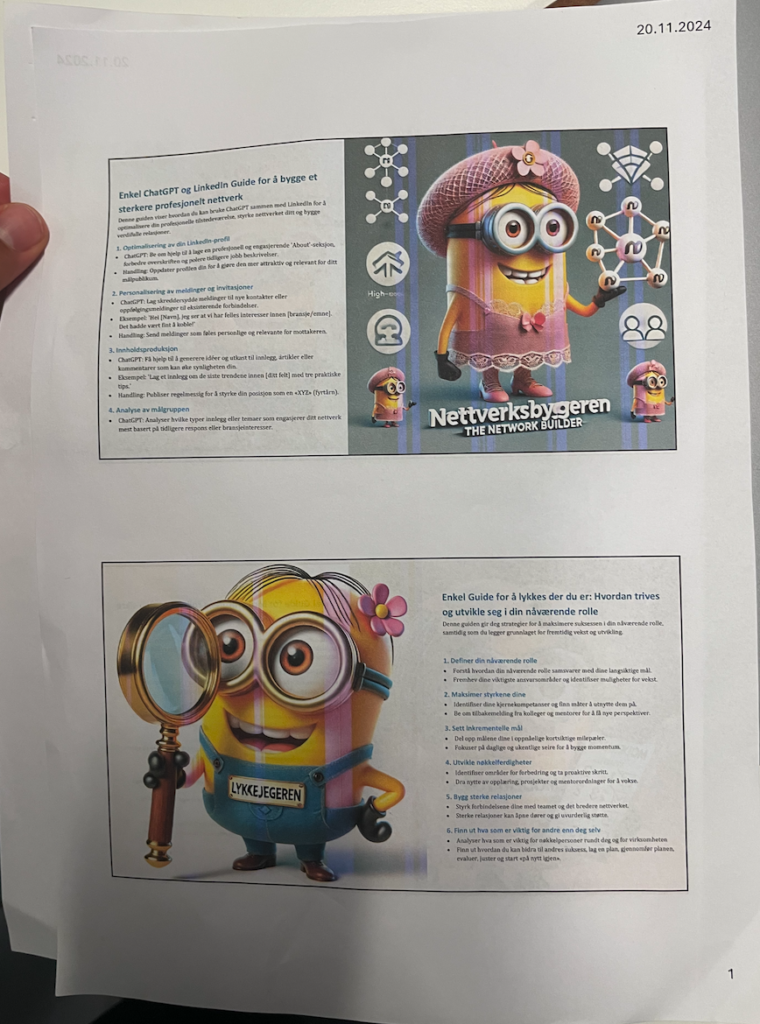 20.11.2024
Enkel ChatGPT og LinkedIn Guide for å bygge et
sterkere profesjonelt nettverk
Denne guiden viser hvordan du kan bruke ChatGPT sammen med LinkedIn for å
optimalisere din profesjonelle tilstedeværelse, styrke nettverket ditt og bygge
verdifulle relasjoner.
1. Optimalisering av din LinkedIn-profil
• ChatGPT: Be om hjelp til å lage en profesjonell og engasjerende 'About'-seksjon,
forbedre overskriften og polere tidligere jobb-beskrivelser.
• Handling: Oppdater profilen din for å gjøre den mer attraktiv og relevant for ditt
målpublikum.
2. Personalisering av meldinger og invitasjoner
• ChatGPT: Lag skreddersydde meldinger til nye kontakter eller
oppfølgingsmeldinger til eksisterende forbindelser.
• Eksempel: 'Hei [Navn], jeg ser at vi har felles interesser innen [bransje/emne].
Det hadde vært fint å koble!'
• Handling: Send meldinger som føles personlige og relevante for mottakeren.
3. Innholdsproduksjon
• ChatGPT: Få hjelp til å generere idéer og utkast til innlegg, artikler eller
kommentarer som kan øke synligheten din.
• Eksempel: 'Lag et innlegg om de siste trendene innen [ditt felt] med tre praktiske
tips.'
• Handling: Publiser regelmessig for å styrke din posisjon som en «XYZ» (fyrtårn).
4. Analyse av målgruppen
• ChatGPT: Analyser hvilke typer innlegg eller temaer som engasjerer ditt nettverk
mest basert på tidligere respons eller bransjeinteresser.
High-
Nettverksbygeren
THE NETWORK BUILDER
LYKKEJEGEREN
Enkel Guide for å lykkes der du er: Hvordan trives
og utvikle seg i din nåværende rolle
Denne guiden gir deg strategier for å maksimere suksessen i din nåværende rolle,
samtidig som du legger grunnlaget for fremtidig vekst og utvikling.
1. Definer din nåværende rolle
• Forstå hvordan din nåværende rolle samsvarer med dine langsiktige mål.
• Fremhev dine viktigste ansvarsområder og identifiser muligheter for vekst.
2. Maksimer styrkene dine
• Identifiser dine kjernekompetanser og finn måter å utnytte dem på.
• Be om tilbakemelding fra kolleger og mentorer for å få nye perspektiver.
3. Sett inkrementelle mål
• Del opp målene dine i oppnåelige kortsiktige milepæler.
• Fokuser på daglige og ukentlige seire for å bygge momentum.
4. Utvikle nøkkelferdigheter
• Identifiser områder for forbedring og ta proaktive skritt.
• Dra nytte av opplæring, prosjekter og mentorordninger for å vokse.
5. Bygg sterke relasjoner
• Styrk forbindelsene dine med teamet og det bredere nettverket.
• Sterke relasjoner kan åpne dører og gi uvurderlig støtte.
6. Finn ut hva som er viktig for andre enn deg selv
• Analyser hva som er viktig for nøkkelpersoner rundt deg og for virksomheten
• Finn ut hvordan du kan bidra til andres suksess, lag en plan, gjennomfør planen,
evaluer, juster og start «på nytt igjen».
1